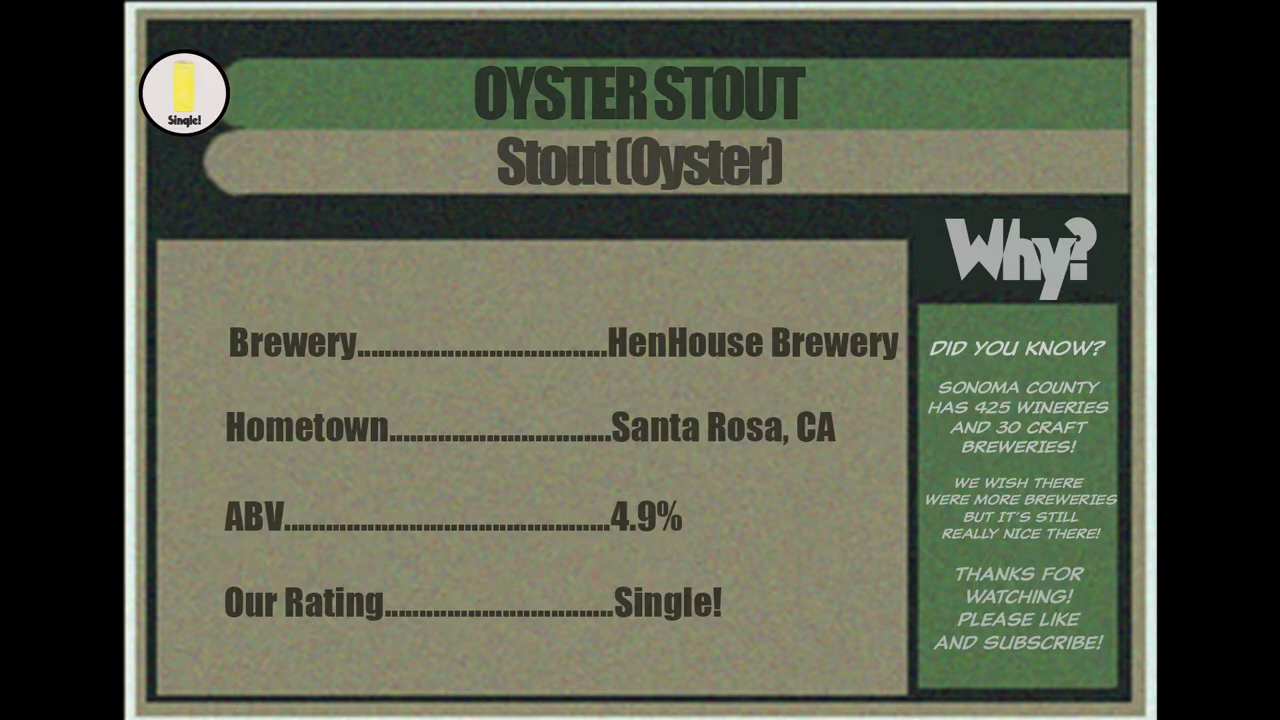 Single!
OYSTER STOUT
Stout (Oyster)
Brewery....................................HenHouse Brewery
Hometown................................Santa Rosa, CA
ABV...............................................4.9%
Our Rating.................................Single!
Why?
DID YOU KNOW?
SONOMA COUNTY
HAS 425 WINERIES
AND 30 CRAFT
BREWERIES!
WE WISH THERE
WERE MORE BREWERIES
BUT IT'S STILL
REALLY NICE THERE!
THANKS FOR
WATCHING!
PLEASE LIKE
AND SUBSCRIBE!